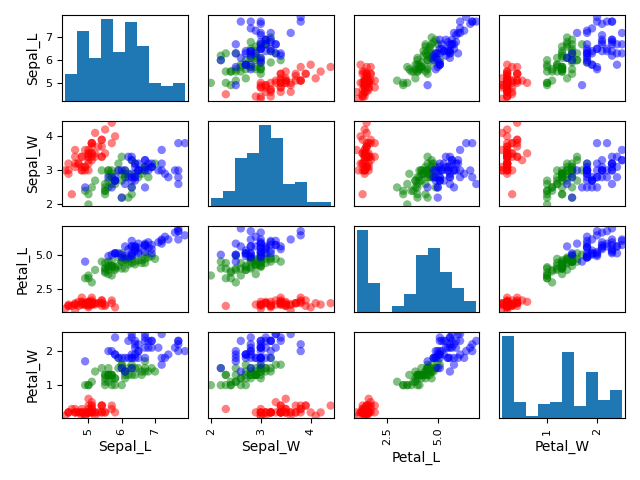 Sepal_L
7
6
5
Sepal_W
4
3
2
Petal_L
5.0
2.5
Petal_W
2
1
5 6 7 2 3 4 2.5 5.0 1 2
Sepal_L Sepal_W Petal_L Petal_W